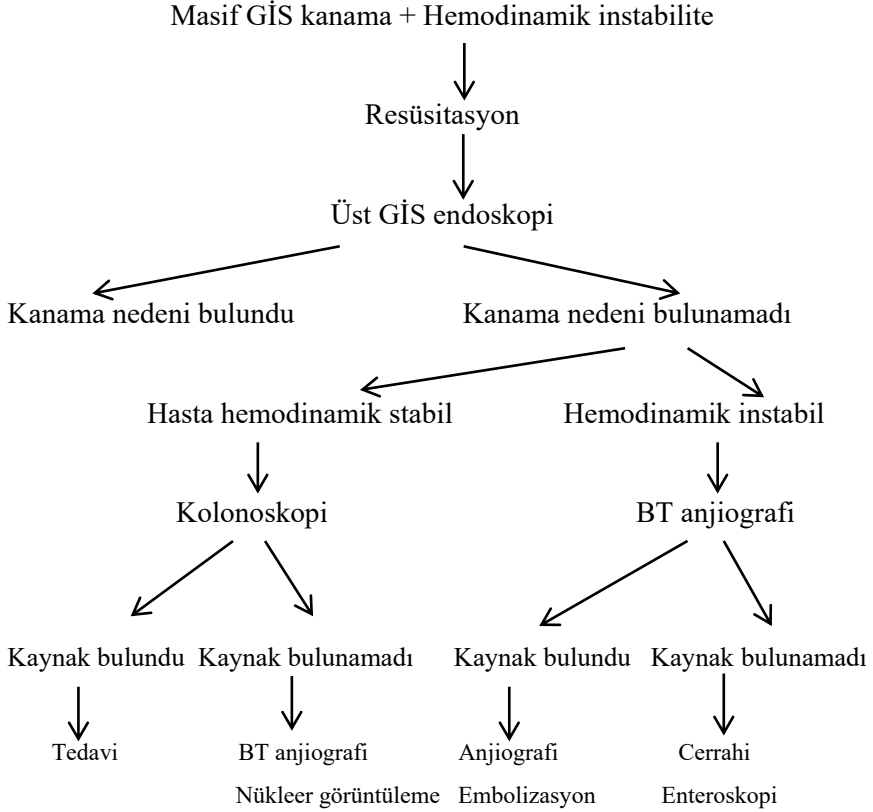 Masif GİS kanama + Hemodinamik instabilite
Resüsitasyon
Üst GİS endoskopi
Kanama nedeni bulundu
Kanama nedeni bulunamadı
Hasta hemodinamik stabil
Hemodinamik instabil
Kolonoskopi
BT anjiografi
Kaynak bulundu
Kaynak bulunamadı
Kaynak bulundu
Kaynak bulunamadı
Tedavi
BT anjiografi
Anjiografi
Cerrahi
Nükleer görüntüleme
Embolizasyon
Enteroskopi